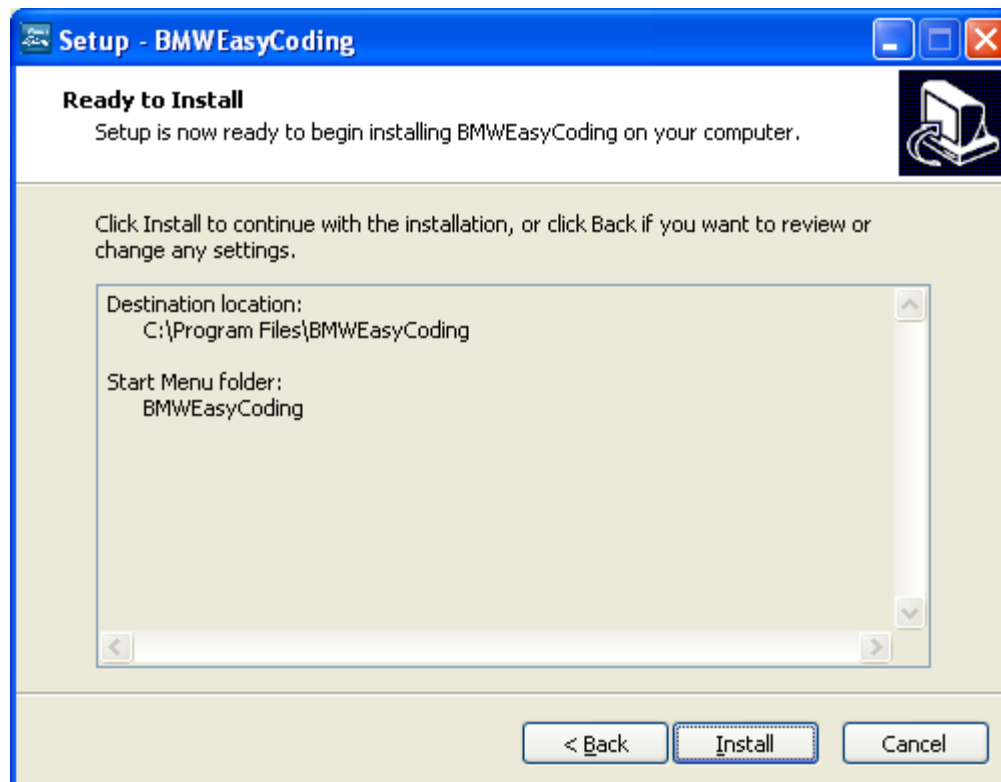 Setup - BMWEasyCoding
Ready to Install
Setup is now ready to begin installing BMWEasyCoding on your computer.
Click Install to continue with the installation, or click Back if you want to review or
change any settings.
Destination location:
C:\Program Files\BMWEasyCoding
Start Menu folder:
BMWEasyCoding
< Back
Install
Cancel